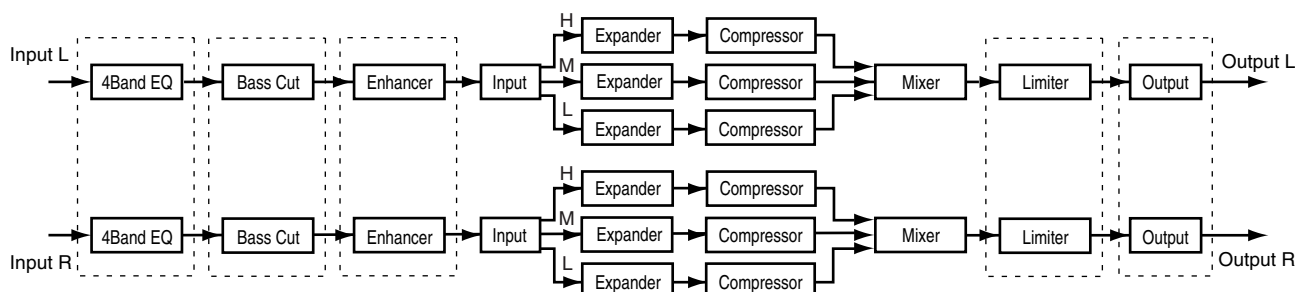 H
Expander
Compressor
Input L
M
Output L
4Band EQ
Bass Cut
Enhancer
Input
Expander
Compressor
Mixer
Limiter
Output
L
Expander
Compressor
H
Expander
Compressor
M
4Band EQ
Bass Cut
Enhancer
Input
Expander
Compressor
Mixer
Limiter
Output
Input R
L
Output R
Expander
Compressor